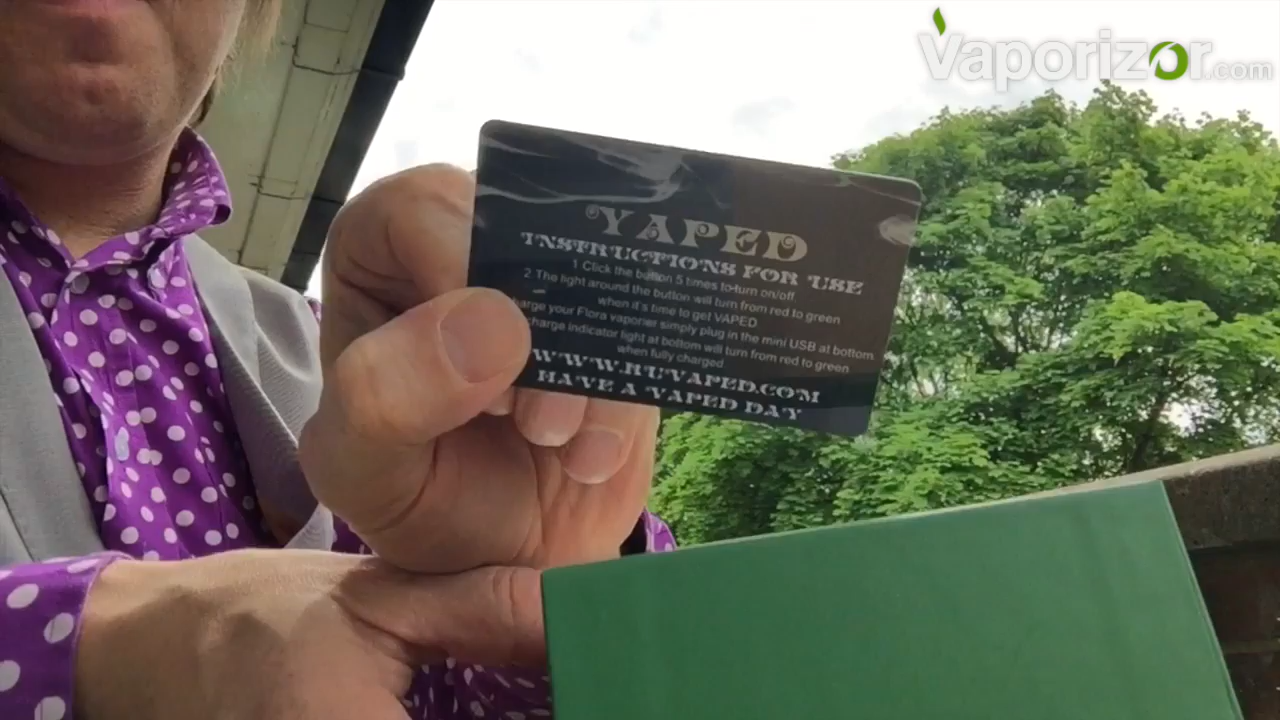 Vaporizor.com
VAPED
INSTRUCTIONS FOR USE
1. Click the button 5 times to turn on/off
2. The light around the button will turn from red to green
when it's time to get VAPED
your Flora vaporier simply plug in the mini USB at bottom.
charge indicator light at bottom will turn from red to green
when fully charged
WWW.RUVAPED.COM
HAVE A VAPED DAY